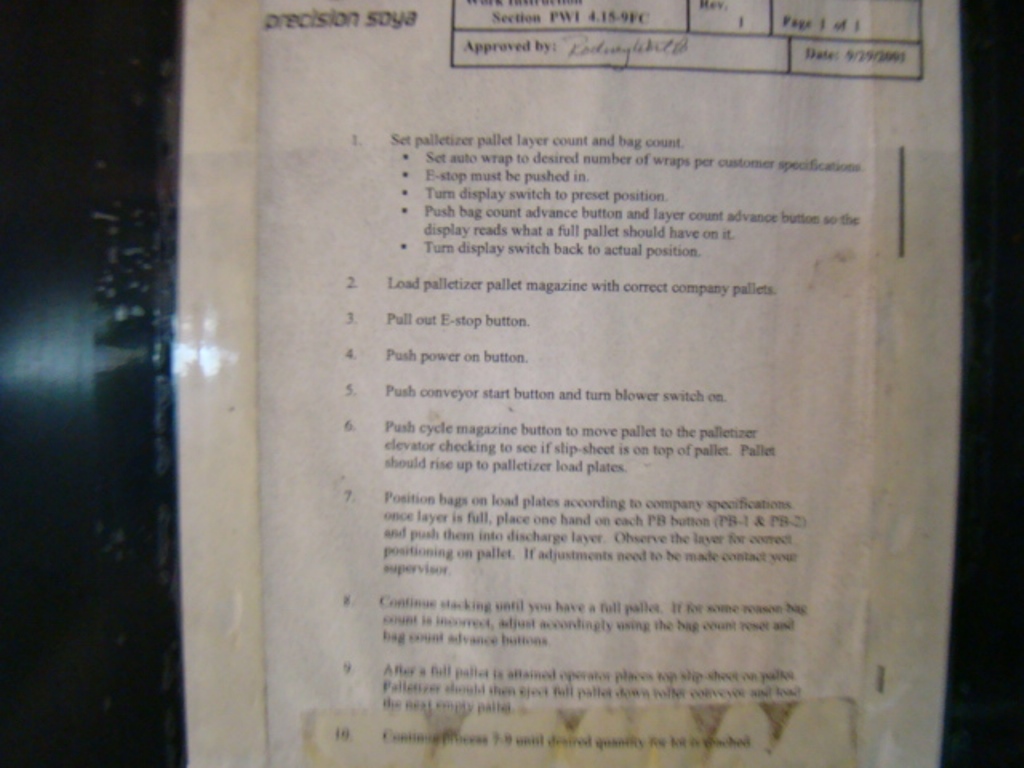 precision soya
Work Instruction
Section PWI 4.15-9FC
Rev.
1
Page 1 of 1
Approved by:
Date: 9/29/2001
1. Set palletizer pallet layer count and bag count.
• Set auto wrap to desired number of wraps per customer specifications.
• E-stop must be pushed in.
• Turn display switch to preset position.
• Push bag count advance button and layer count advance button so the
display reads what a full pallet should have on it.
• Turn display switch back to actual position.
2. Load palletizer pallet magazine with correct company pallets.
3. Pull out E-stop button.
4. Push power on button.
5. Push conveyor start button and turn blower switch on.
6. Push cycle magazine button to move pallet to the palletizer
elevator checking to see if slip-sheet is on top of pallet. Pallet
should rise up to palletizer load plates.
7. Position bags on load plates according to company specifications,
once layer is full, place one hand on each PB button (PB-1 & PB-2)
and push them into discharge layer. Observe the layer for correct
positioning on pallet. If adjustments need to be made contact your
supervisor.
8. Continue stacking until you have a full pallet. If for some reason bag
count is incorrect, adjust accordingly using the bag count reset and
bag count advance buttons.
9. After a full pallet is attained operator places top slip-sheet on pallet.
Palletizer should then eject full pallet down roller conveyor and load
the next empty pallet.
10. Continue process 7-9 until desired quantity for lot is reached.